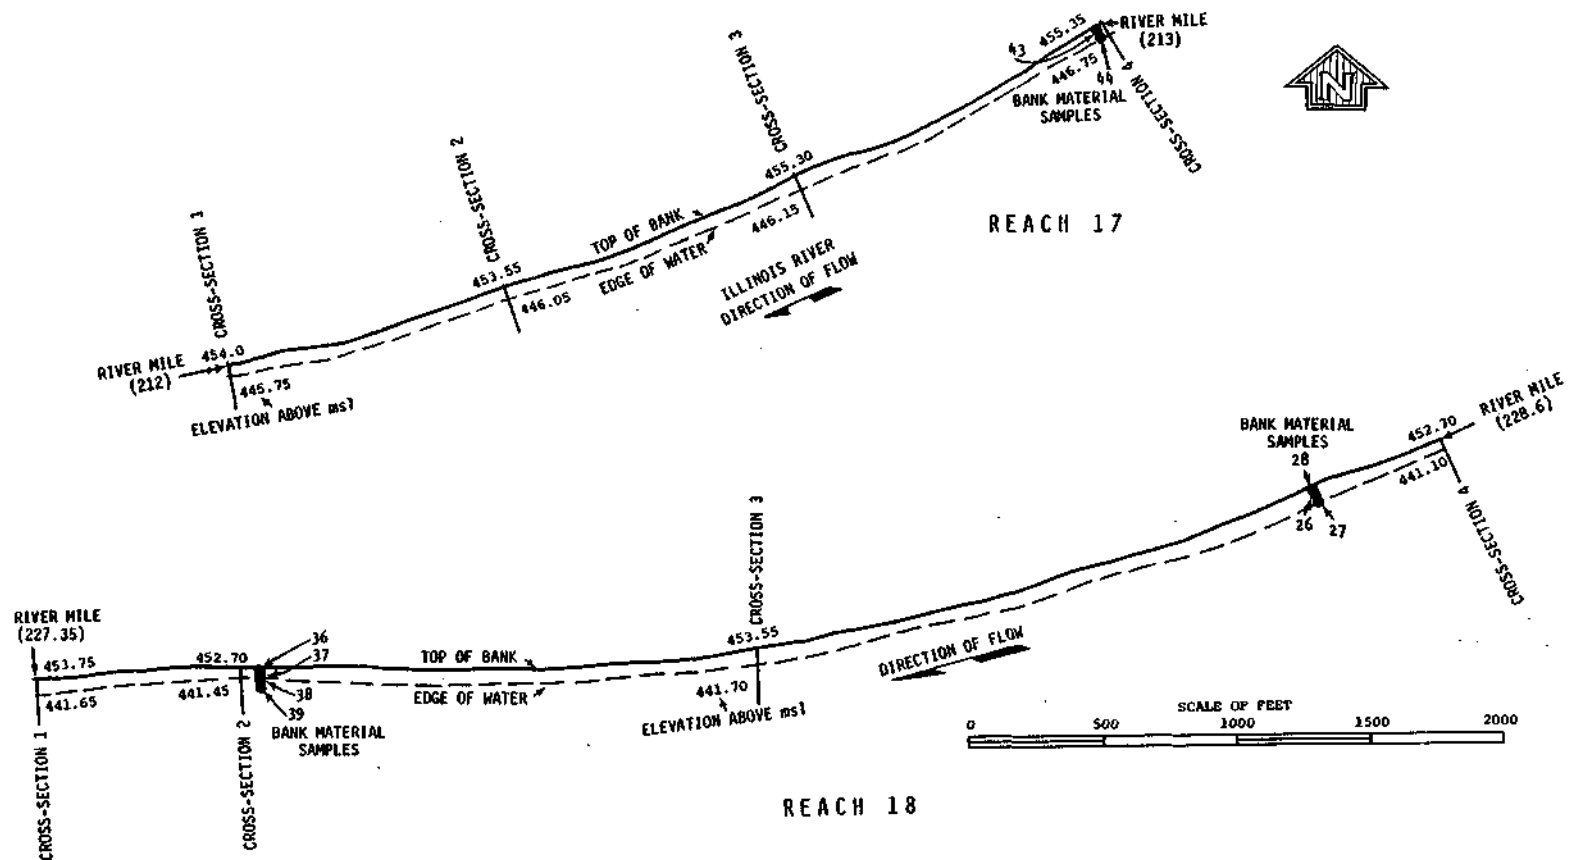 RIVER MILE
(213)
455.35
43
446.75
44
BANK MATERIAL
SAMPLES
CROSS-SECTION 4
N
CROSS-SECTION 3
455.30
446.15
REACH 17
CROSS-SECTION 2
453.55
446.05
TOP OF BANK
EDGE OF WATER
ILLINOIS RIVER
DIRECTION OF FLOW
CROSS-SECTION 1
RIVER MILE
(212)
454.0
445.75
ELEVATION ABOVE msl
RIVER MILE
(228.6)
452.70
441.10
CROSS-SECTION 4
BANK MATERIAL
SAMPLES
28
26
27
CROSS-SECTION 3
453.55
441.70
ELEVATION ABOVE msl
DIRECTION OF FLOW
RIVER MILE
(227.35)
453.75
441.65
CROSS-SECTION 1
452.70
441.45
CROSS-SECTION 2
36
37
38
39
BANK MATERIAL
SAMPLES
TOP OF BANK
EDGE OF WATER
SCALE OF FEET
0 500 1000 1500 2000
REACH 18